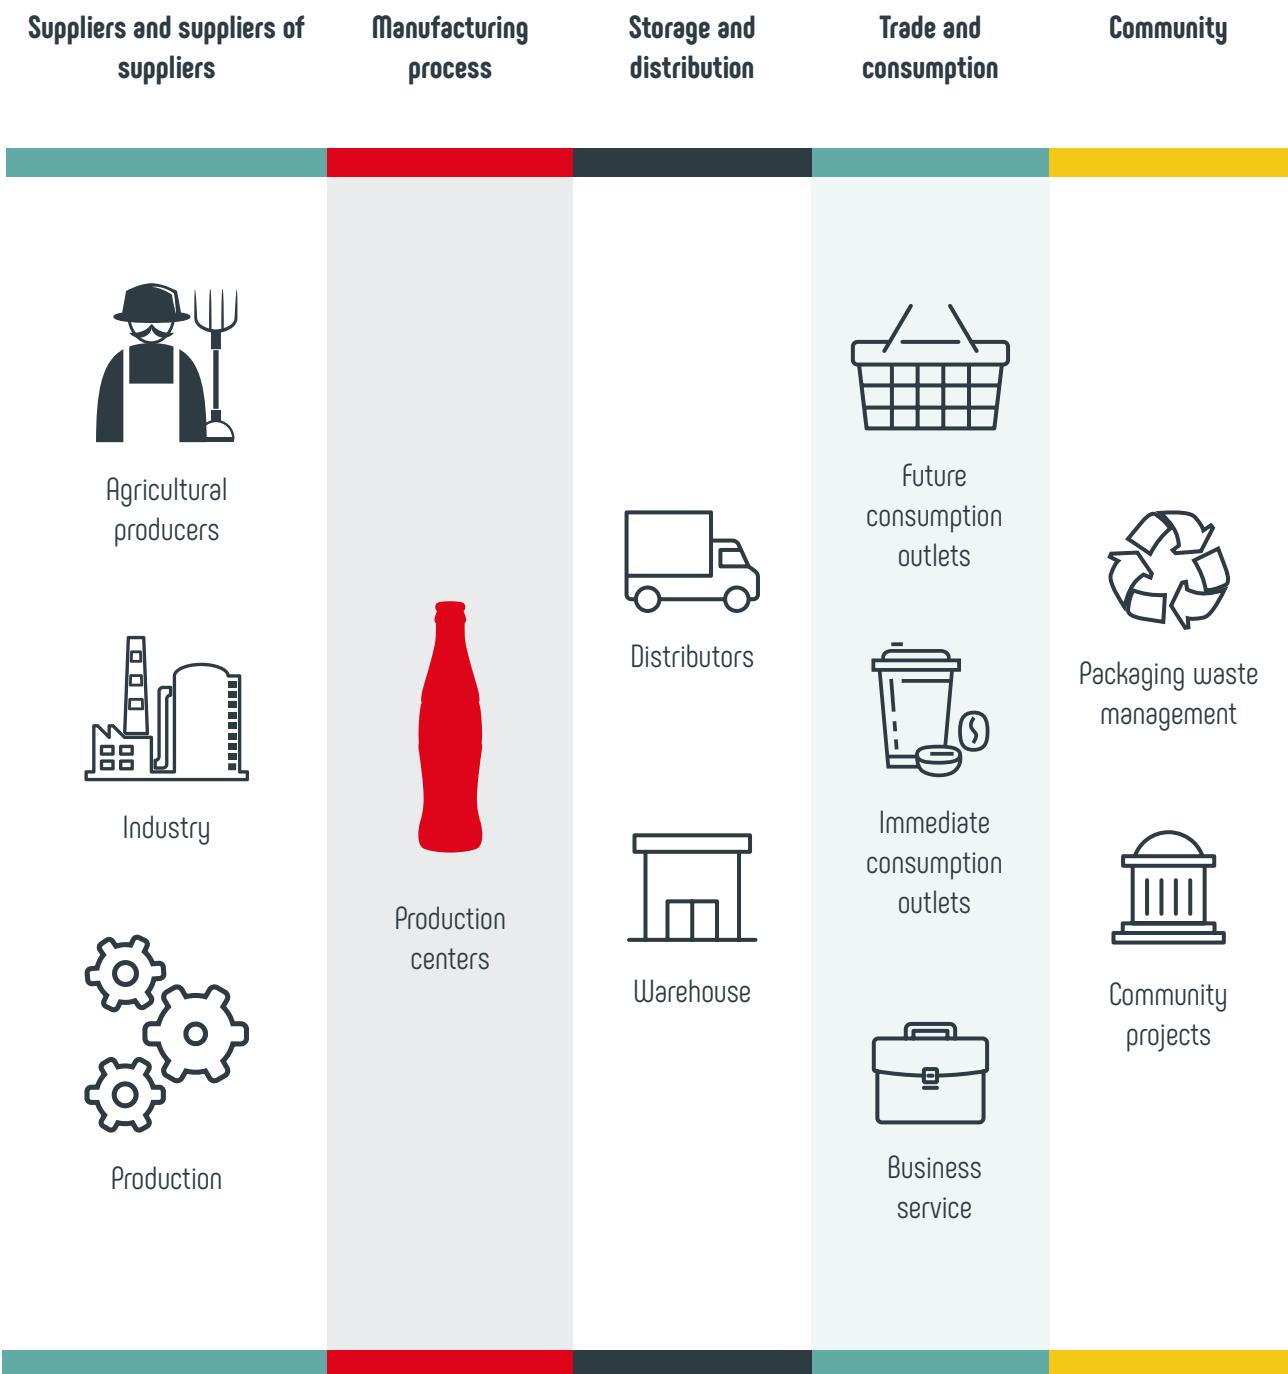 Suppliers and suppliers of
suppliers
Manufacturing
process
Storage and
distribution
Trade and
consumption
Community
Agricultural
producers
Industry
Production
Production
centers
Distributors
Warehouse
Future
consumption
outlets
Immediate
consumption
outlets
Business
service
Packaging waste
management
Community
projects